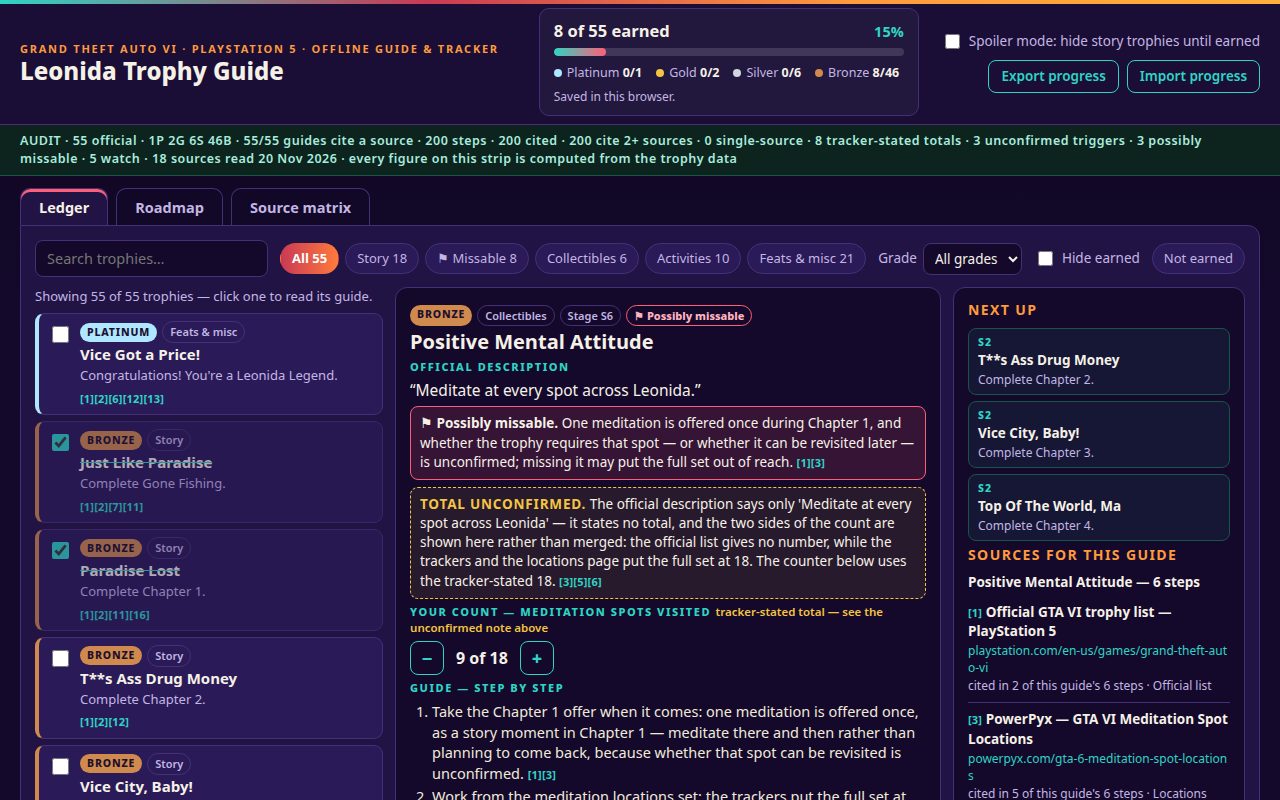 GRAND THEFT AUTO VI · PLAYSTATION 5 · OFFLINE GUIDE & TRACKER
Leonida Trophy Guide
8 of 55 earned 15%
Platinum 0/1 Gold 0/2 Silver 0/6 Bronze 8/46
Saved in this browser.
Spoiler mode: hide story trophies until earned
Export progress Import progress
AUDIT · 55 official · 1P 2G 6S 46B · 55/55 guides cite a source · 200 steps · 200 cited · 200 cite 2+ sources · 0 single-source · 8 tracker-stated totals · 3 unconfirmed triggers · 3 possibly
missable · 5 watch · 18 sources read 20 Nov 2026 · every figure on this strip is computed from the trophy data
Ledger Roadmap Source matrix
Search trophies… All 55 Story 18 ⚑ Missable 8 Collectibles 6 Activities 10 Feats & misc 21 Grade All grades Hide earned Not earned
Showing 55 of 55 trophies — click one to read its guide.
PLATINUM Feats & misc
Vice Got a Price!
Congratulations! You're a Leonida Legend.
[1][2][6][12][13]
BRONZE Story
Just Like Paradise
Complete Gone Fishing.
[1][2][7][11]
BRONZE Story
Paradise Lost
Complete Chapter 1.
[1][2][11][16]
BRONZE Story
T**s Ass Drug Money
Complete Chapter 2.
[1][2][12]
BRONZE Story
Vice City, Baby!
BRONZE Collectibles Stage S6 ⚑ Possibly missable
Positive Mental Attitude
OFFICIAL DESCRIPTION
“Meditate at every spot across Leonida.”
⚑ Possibly missable. One meditation is offered once during Chapter 1, and
whether the trophy requires that spot — or whether it can be revisited later —
is unconfirmed; missing it may put the full set out of reach. [1][3]
TOTAL UNCONFIRMED. The official description says only 'Meditate at every
spot across Leonida' — it states no total, and the two sides of the count are
shown here rather than merged: the official list gives no number, while the
trackers and the locations page put the full set at 18. The counter below uses
the tracker-stated 18. [3][5][6]
YOUR COUNT — MEDITATION SPOTS VISITED tracker-stated total — see the
unconfirmed note above
− 9 of 18 +
GUIDE — STEP BY STEP
1. Take the Chapter 1 offer when it comes: one meditation is offered once,
as a story moment in Chapter 1 — meditate there and then rather than
planning to come back, because whether that spot can be revisited is
unconfirmed. [1][3]
2. Work from the meditation locations set: the trackers put the full set at
NEXT UP
S2
T**s Ass Drug Money
Complete Chapter 2.
S2
Vice City, Baby!
Complete Chapter 3.
S2
Top Of The World, Ma
Complete Chapter 4.
SOURCES FOR THIS GUIDE
Positive Mental Attitude — 6 steps
[1] Official GTA VI trophy list —
PlayStation 5
playstation.com/en-us/games/grand-theft-aut
o-vi
cited in 2 of this guide's 6 steps · Official list
[3] PowerPyx — GTA VI Meditation Spot
Locations
powerpyx.com/gta-6-meditation-spot-location
s
cited in 5 of this guide's 6 steps · Locations